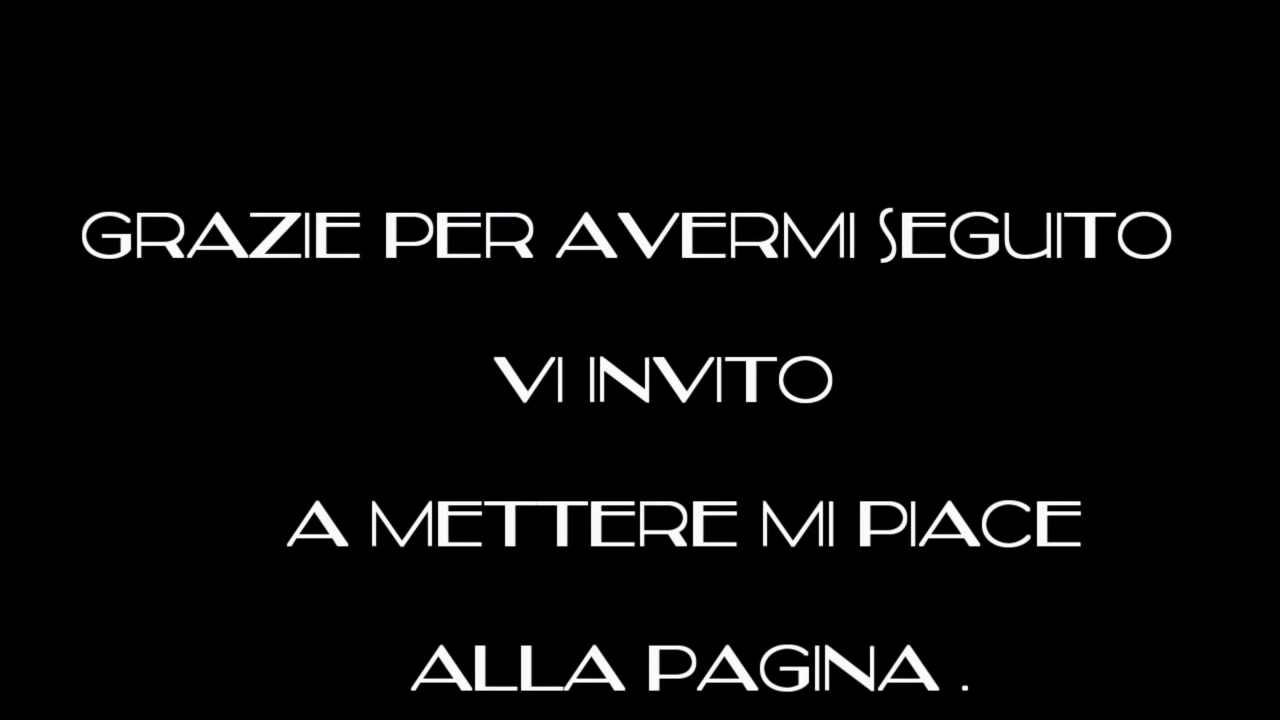 GRAZIE PER AVERMI SEGUITO
VI INVITO
A METTERE MI PIACE
ALLA PAGINA .